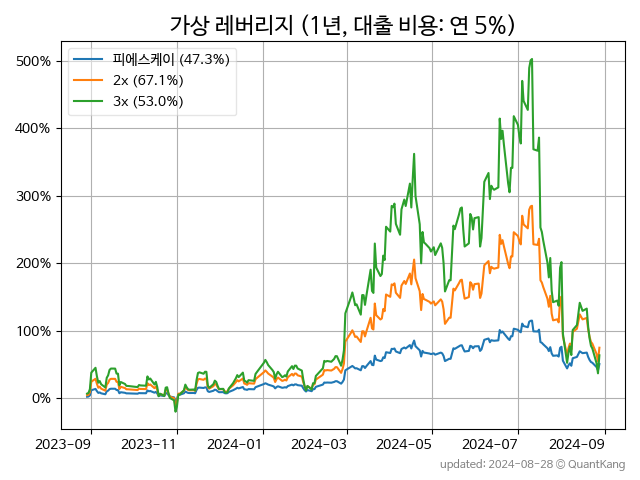 가상 레버리지 (1년, 대출 비용: 연 5%)
피에스케이 (47.3%)
2x (67.1%)
3x (53.0%)
500%
400%
300%
200%
100%
0%
2023-09 2023-11 2024-01 2024-03 2024-05 2024-07 2024-09
updated: 2024-08-28 © QuantKang